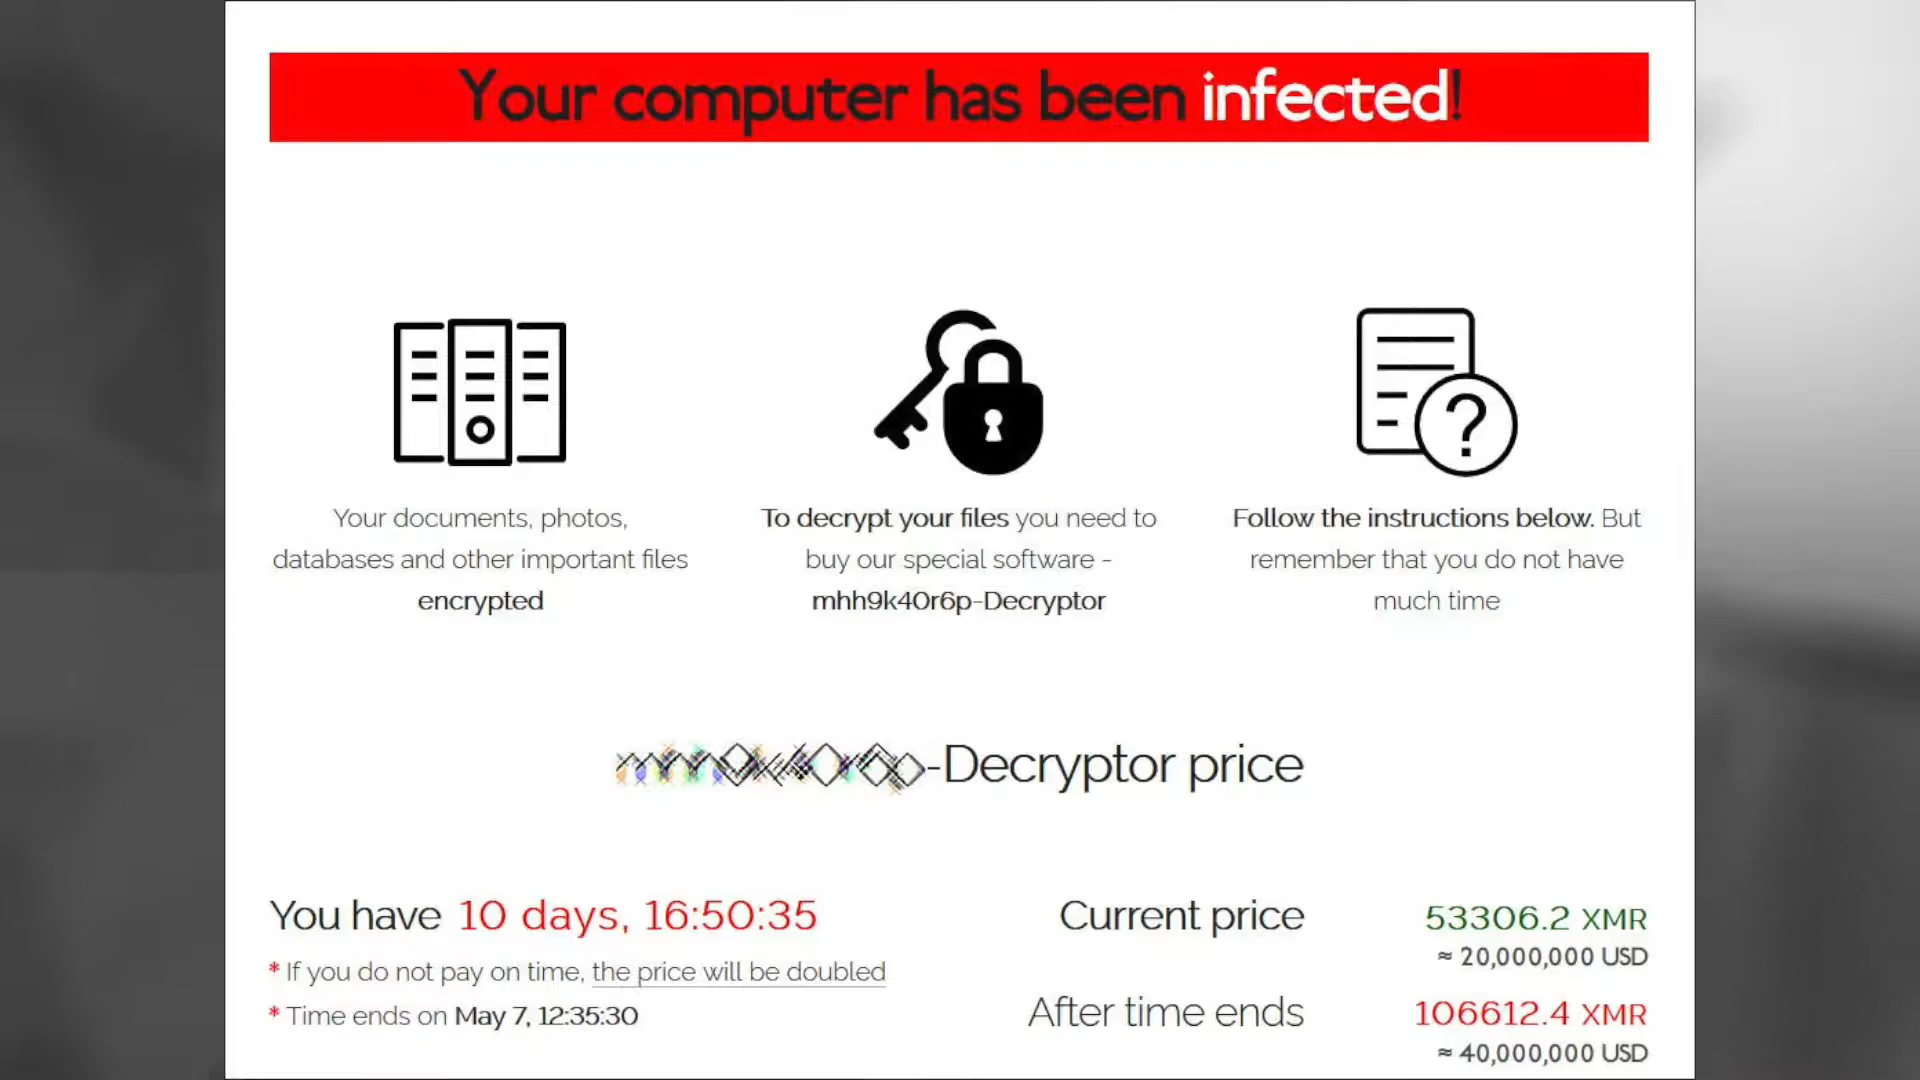 Your computer has been infected!
Your documents, photos,
databases and other important files
encrypted
To decrypt your files you need to
buy our special software -
mhh9k40r6p-Decryptor
Follow the instructions below. But
remember that you do not have
much time
?
-Decryptor price
You have 10 days, 16:50:35
* If you do not pay on time, the price will be doubled
* Time ends on May 7, 12:35:30
Current price
53306.2 XMR
≈ 20,000,000 USD
After time ends
106612.4 XMR
≈ 40,000,000 USD